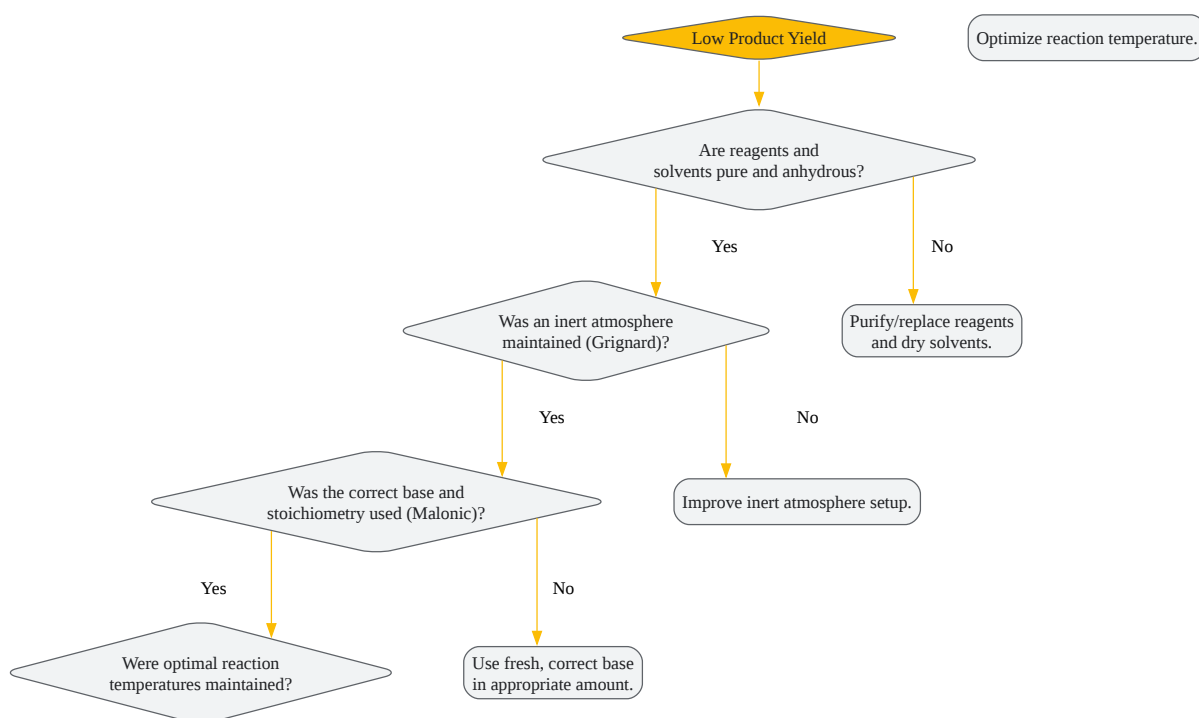 Low Product Yield
Optimize reaction temperature.
Are reagents and
solvents pure and anhydrous?
Yes
No
Was an inert atmosphere
maintained (Grignard)?
Purify/replace reagents
and dry solvents.
Yes
No
Was the correct base and
stoichiometry used (Malonic)?
Improve inert atmosphere setup.
Yes
No
Were optimal reaction
temperatures maintained?
Use fresh, correct base
in appropriate amount.